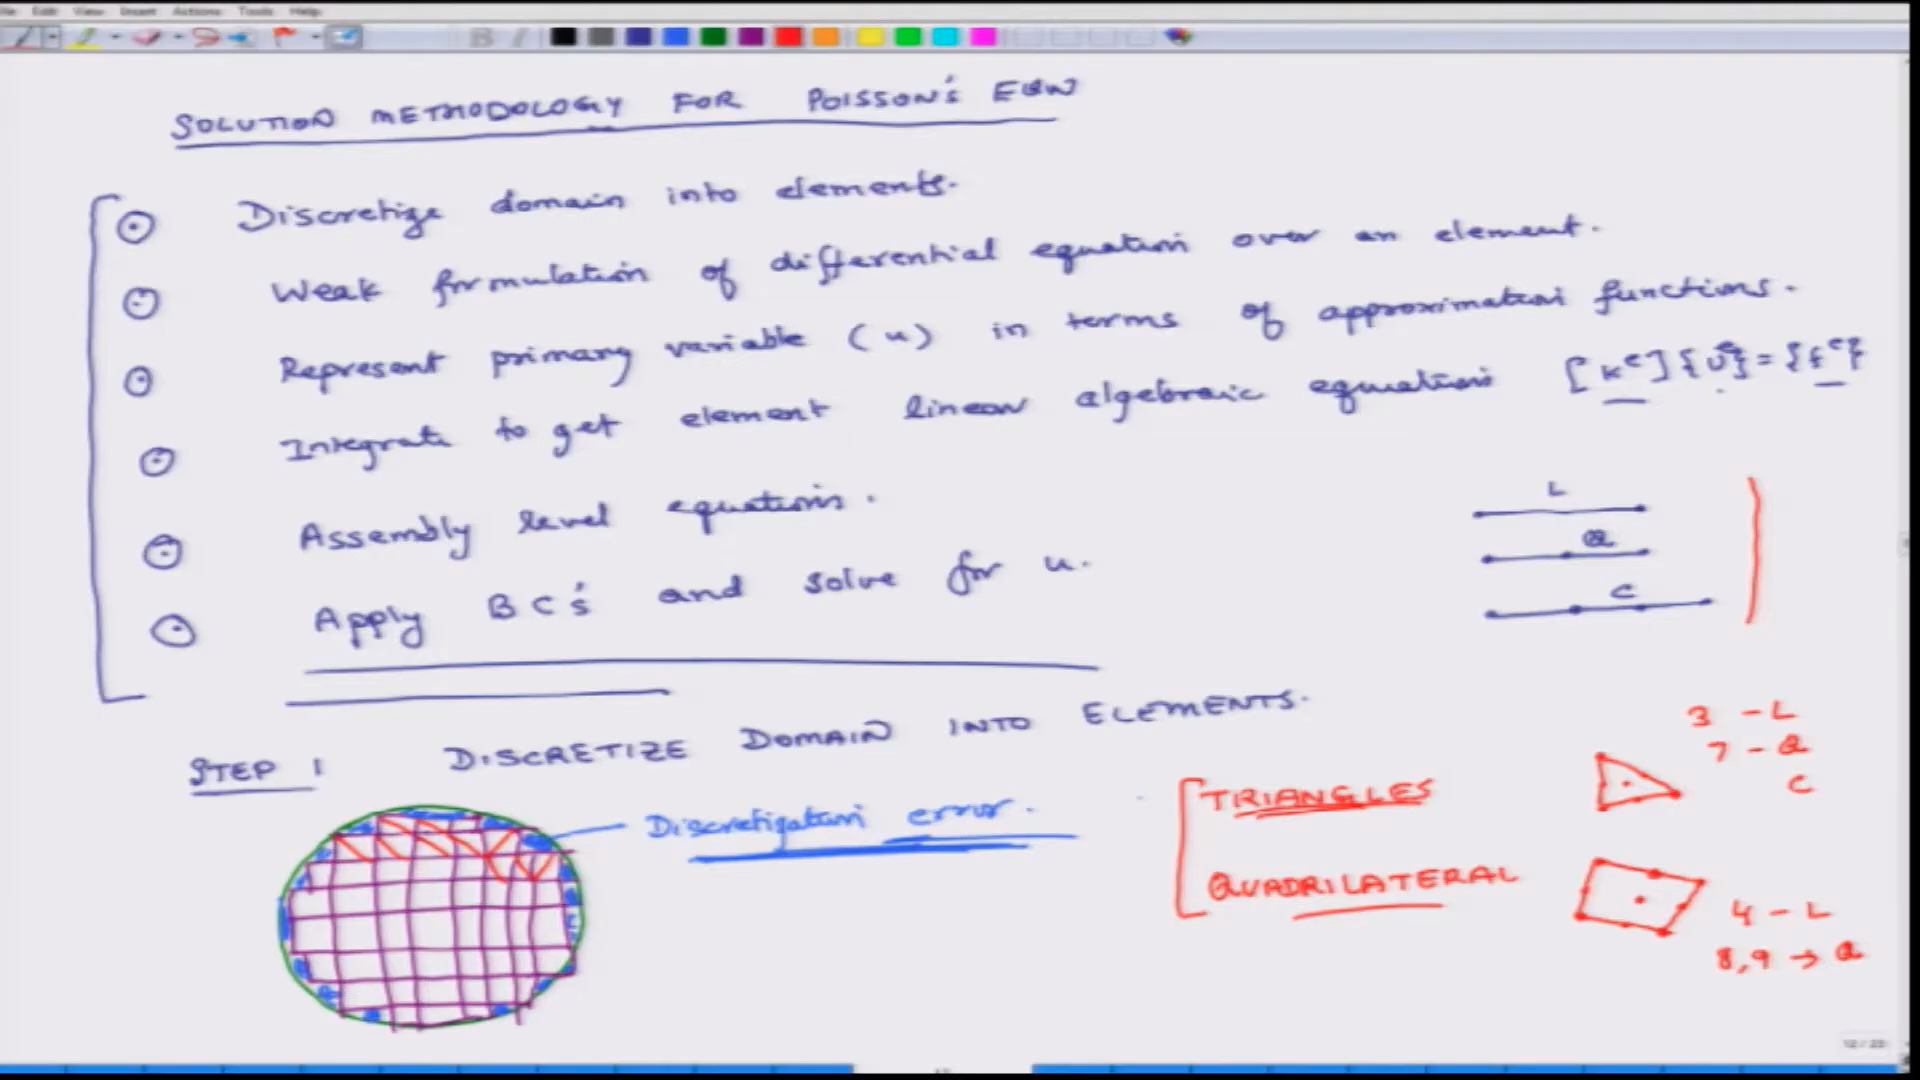 Edit View Insert Actions Tools Help
SOLUTION METHODOLOGY FOR POISSON'S EQN
Discretize domain into elements.
Weak formulation of differential equation over an element.
Represent primary variable (u) in terms of approximation functions.
Integrate to get element linear algebraic equations [K^e]{U^e} = {f^e}
Assembly level equations.
Apply BC's and solve for u.
L
Q
C
STEP 1 DISCRETIZE DOMAIN INTO ELEMENTS.
Discretization error.
TRIANGLES
QUADRILATERAL
3 - L
7 - Q
C
4 - L
8,9 → Q
12 / 23